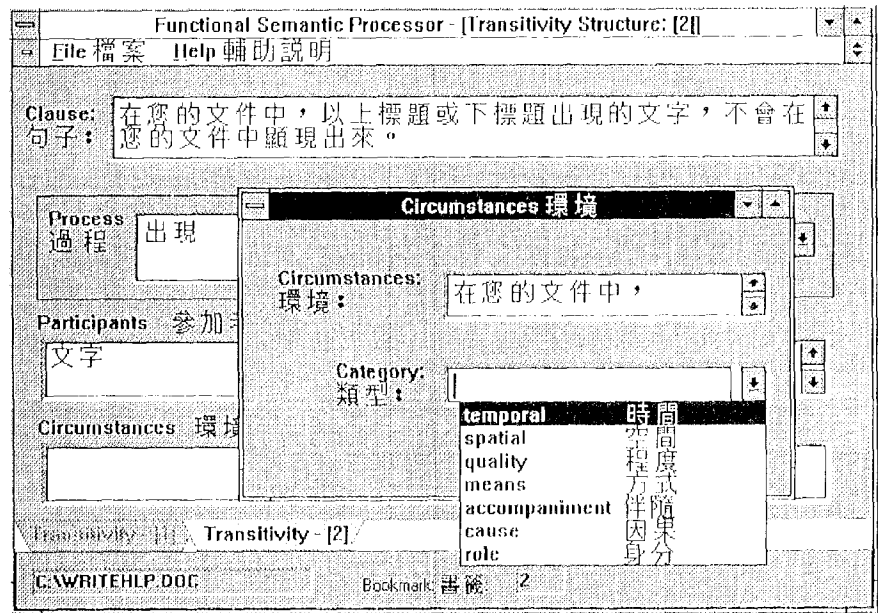 Functional Semantic Processor - [Transitivity Structure: [2]]
File 檔案 Help 輔助說明
Clause: 在您的文件中，以上標題或下標題出現的文字，不會在
句子： 您的文件中顯現出來。
Circumstances 環境
Process
過程 出現
Circumstances:
環境： 在您的文件中，
Participants 參加
文字
Category:
類型：
temporal 時間
spatial 空間
quality 程度
means 方式
accompaniment 伴隨
cause 因果
role 身分
Circumstances 環境
Transitivity - [1] Transitivity - [2]
C:\WRITEHLP.DOC Bookmark: 書籤: 2